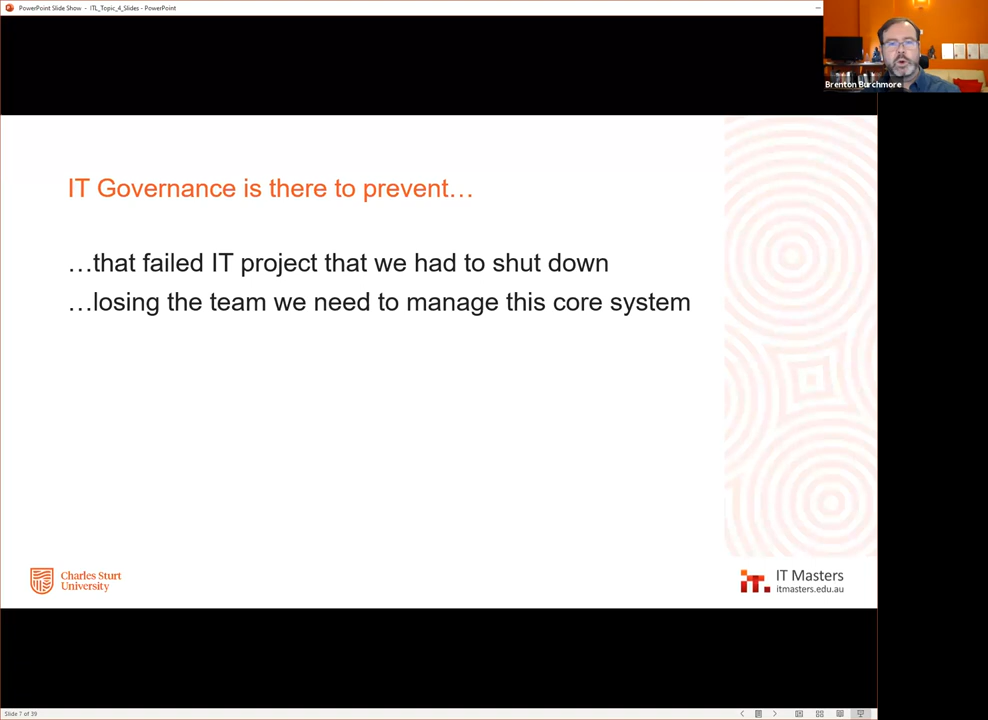 PowerPoint Slide Show - ITL_Topic_4_Slides - PowerPoint
Brenton Burchmore
IT Governance is there to prevent…
…that failed IT project that we had to shut down
…losing the team we need to manage this core system
Charles Sturt
University
iT.
IT Masters
itmasters.edu.au
Slide 7 of 39